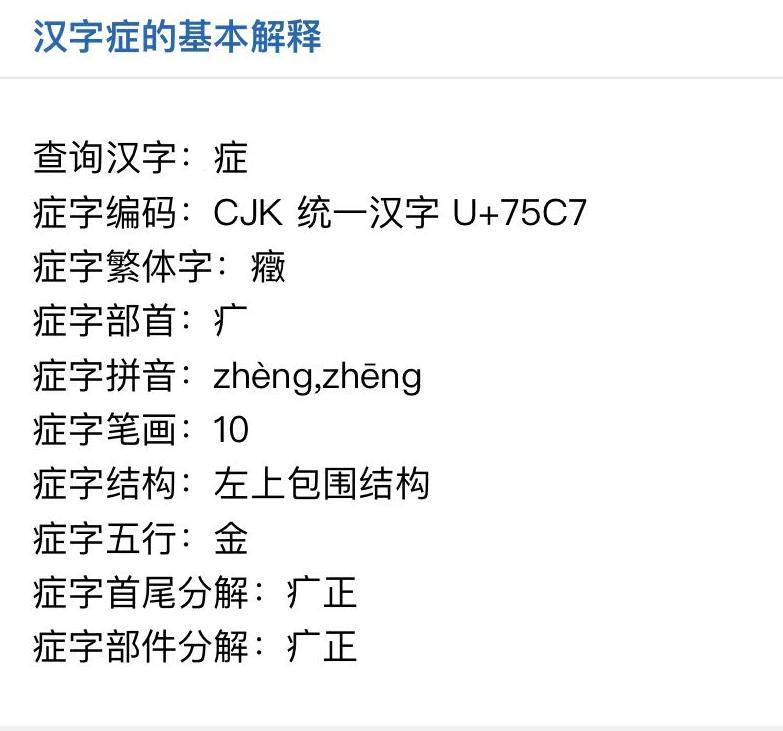 汉字症的基本解释
查询汉字：症
症字编码：CJK 统一汉字 U+75C7
症字繁体字：癥
症字部首：疒
症字拼音：zhèng,zhēng
症字笔画：10
症字结构：左上包围结构
症字五行：金
症字首尾分解：疒正
症字部件分解：疒正